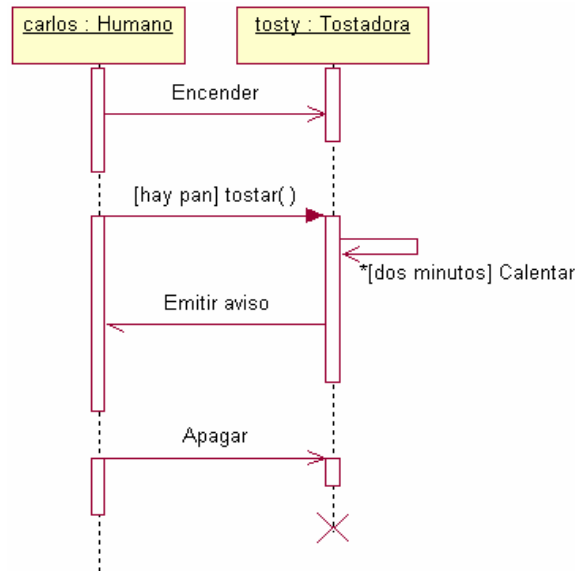 carlos : Humano
tosty : Tostadora
Encender
[hay pan] tostar( )
*[dos minutos] Calentar
Emitir aviso
Apagar